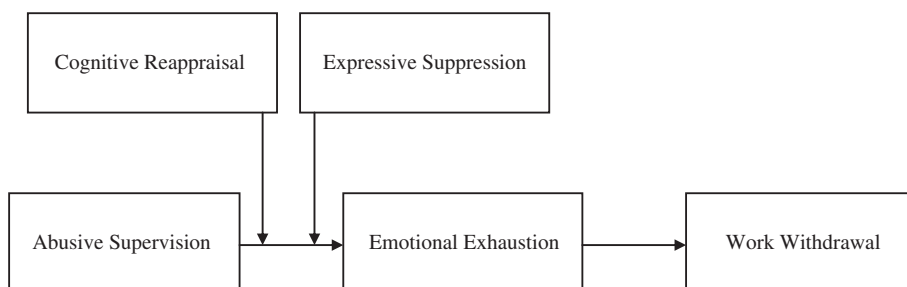 Cognitive Reappraisal
Expressive Suppression
Abusive Supervision
Emotional Exhaustion
Work Withdrawal